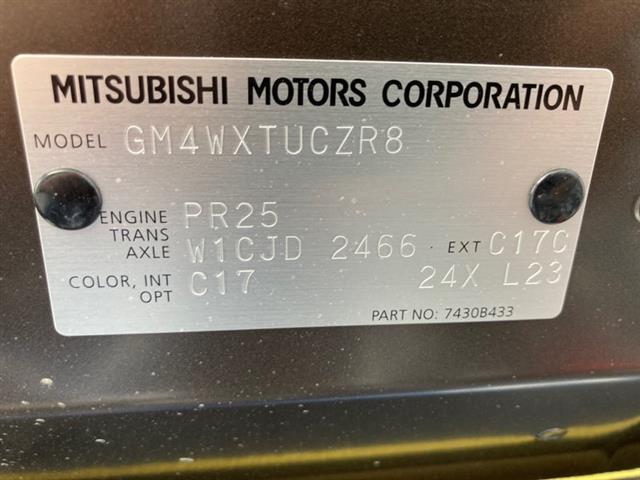 MITSUBISHI MOTORS CORPORATION
MODEL GM4WXTUCZR8
ENGINE PR25
TRANS AXLE W1CJD 2466 EXT C17C
COLOR, INT OPT C17 24X L23
PART NO: 7430B433